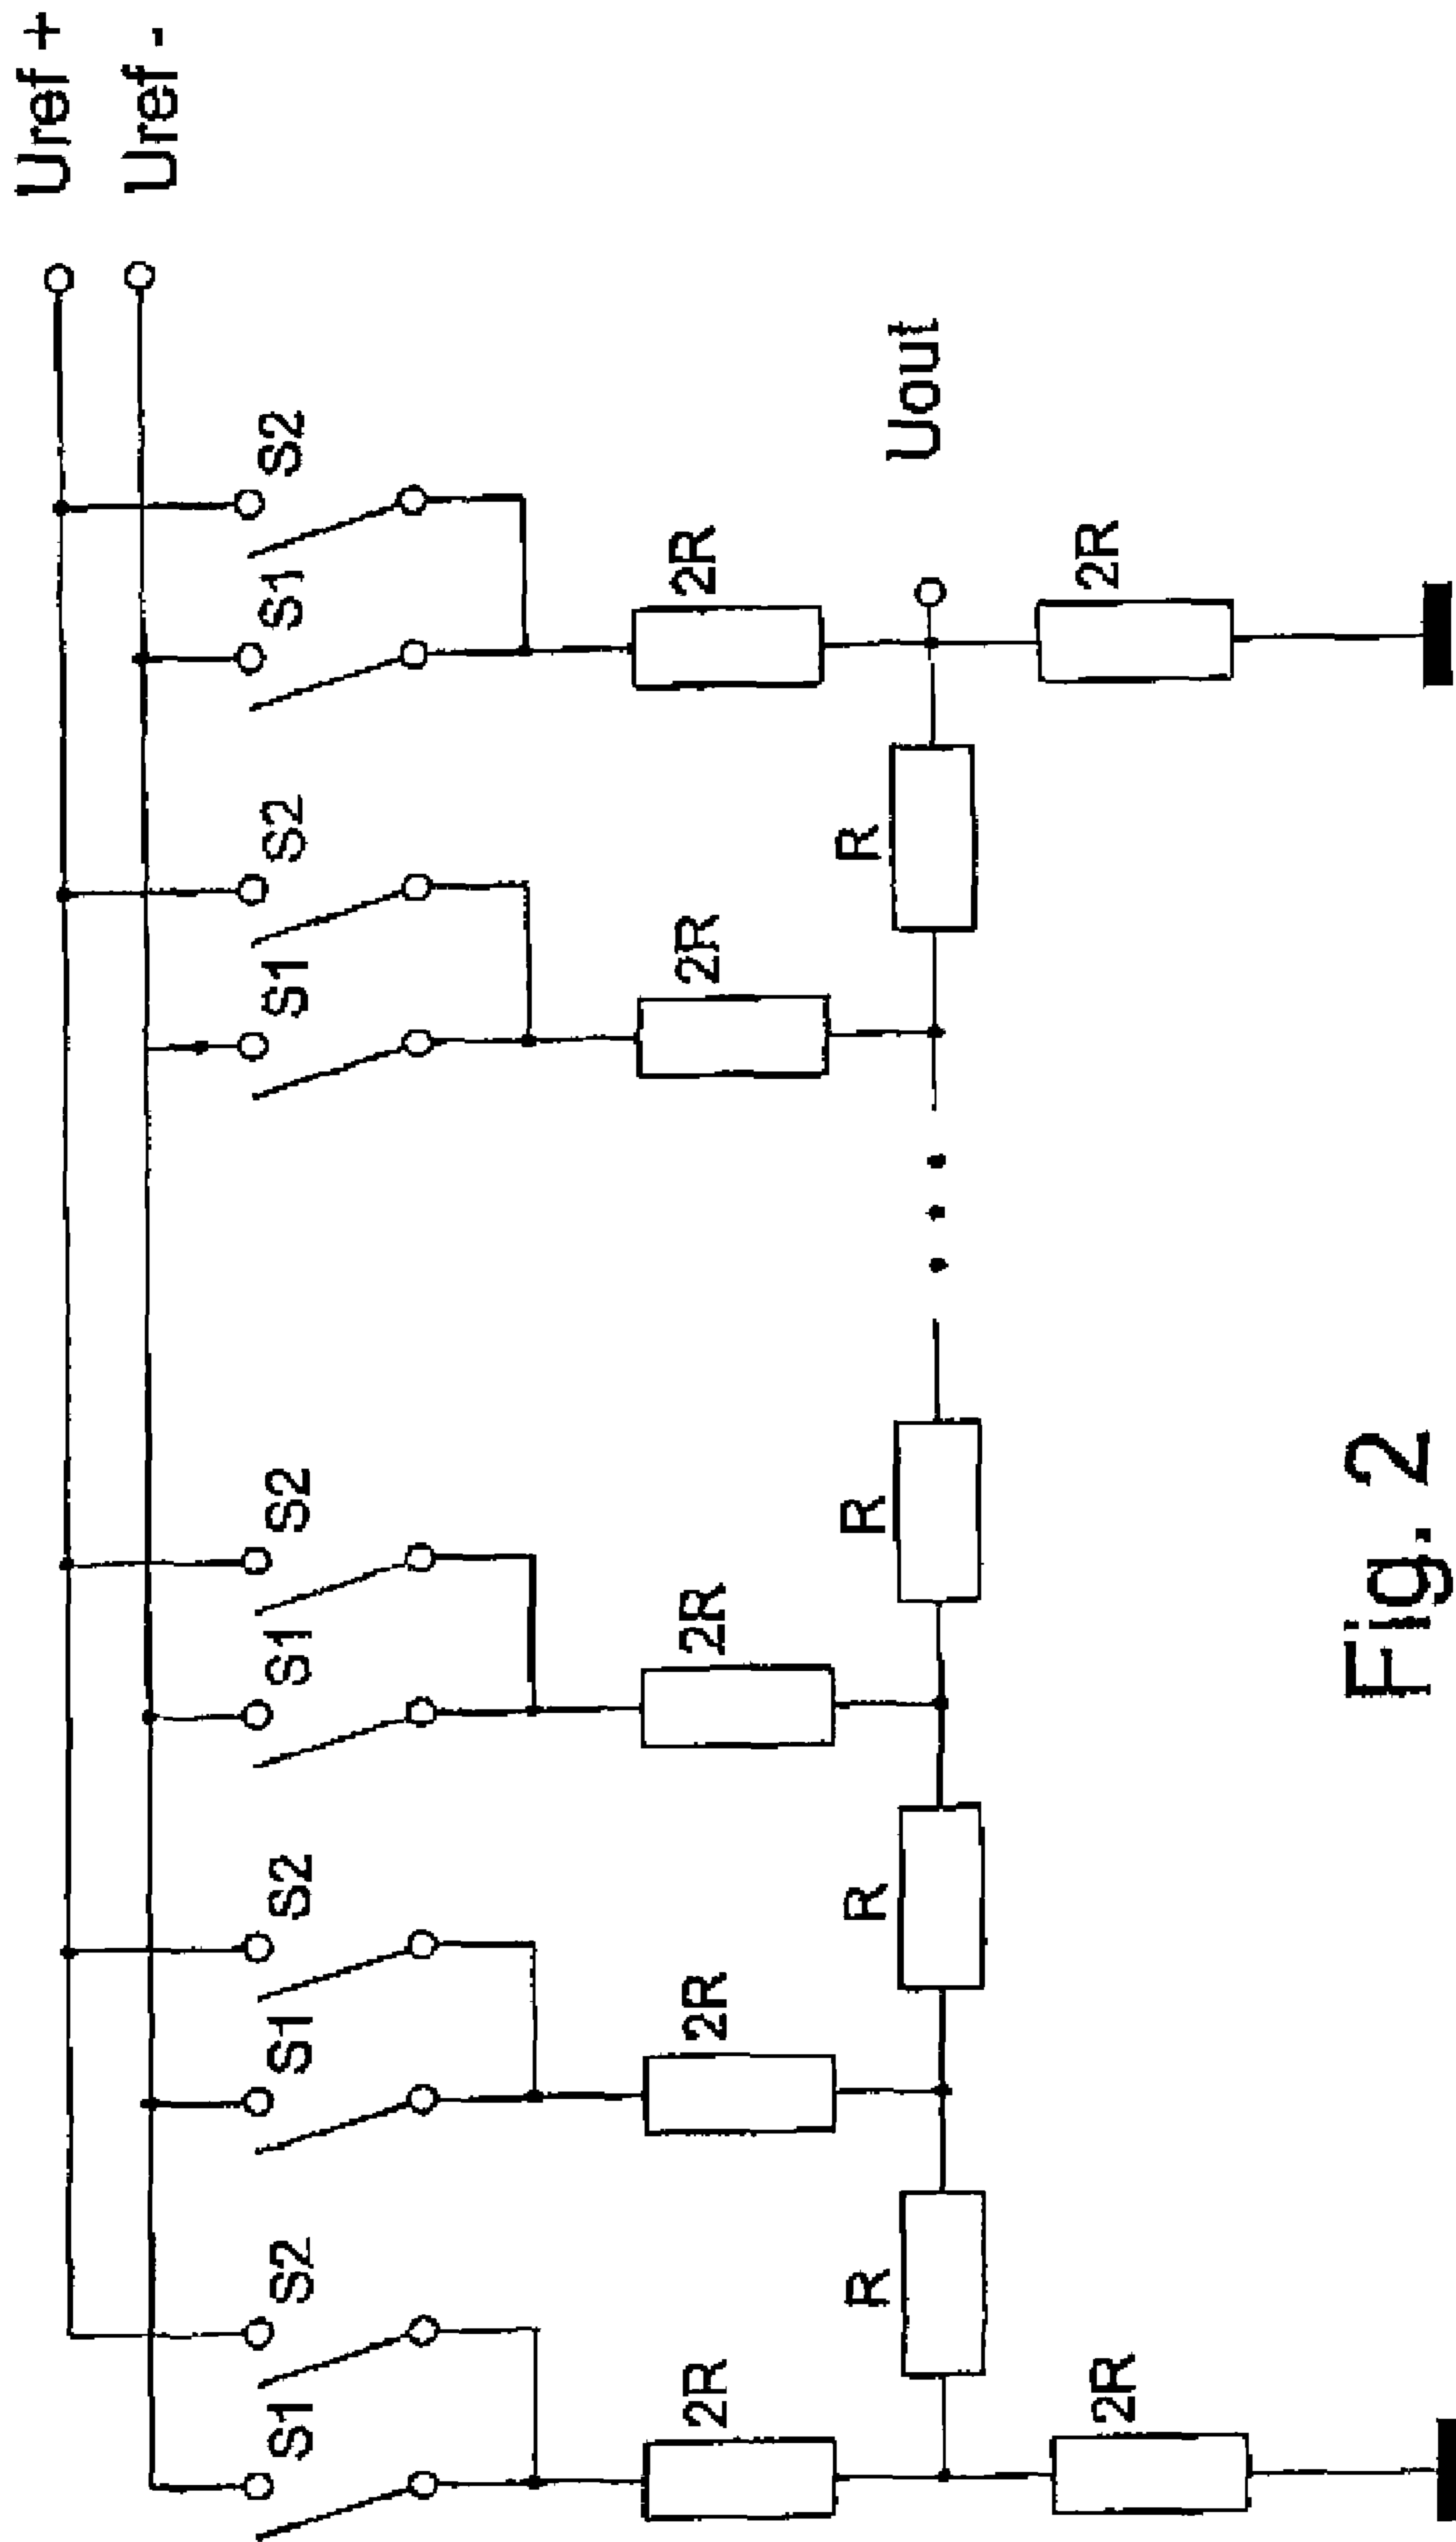 Uref +
Uref -
S1 S2 S1 S2 S1 S2 S1 S2 S1 S2
2R 2R 2R 2R 2R
R R R R Uout
2R 2R
Fig. 2